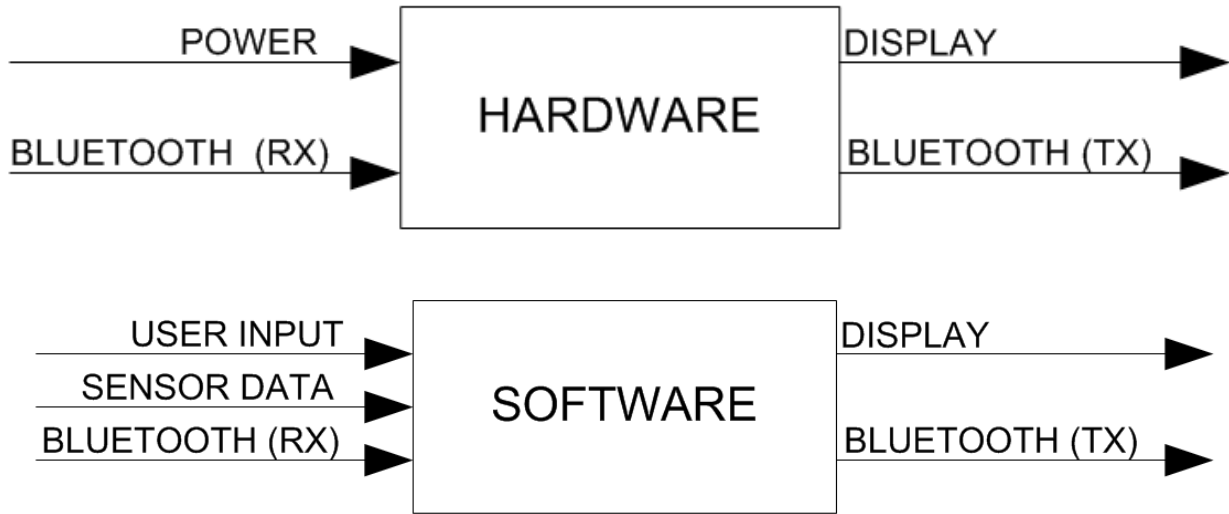 POWER
DISPLAY
HARDWARE
BLUETOOTH (RX)
BLUETOOTH (TX)
USER INPUT
DISPLAY
SENSOR DATA
SOFTWARE
BLUETOOTH (RX)
BLUETOOTH (TX)